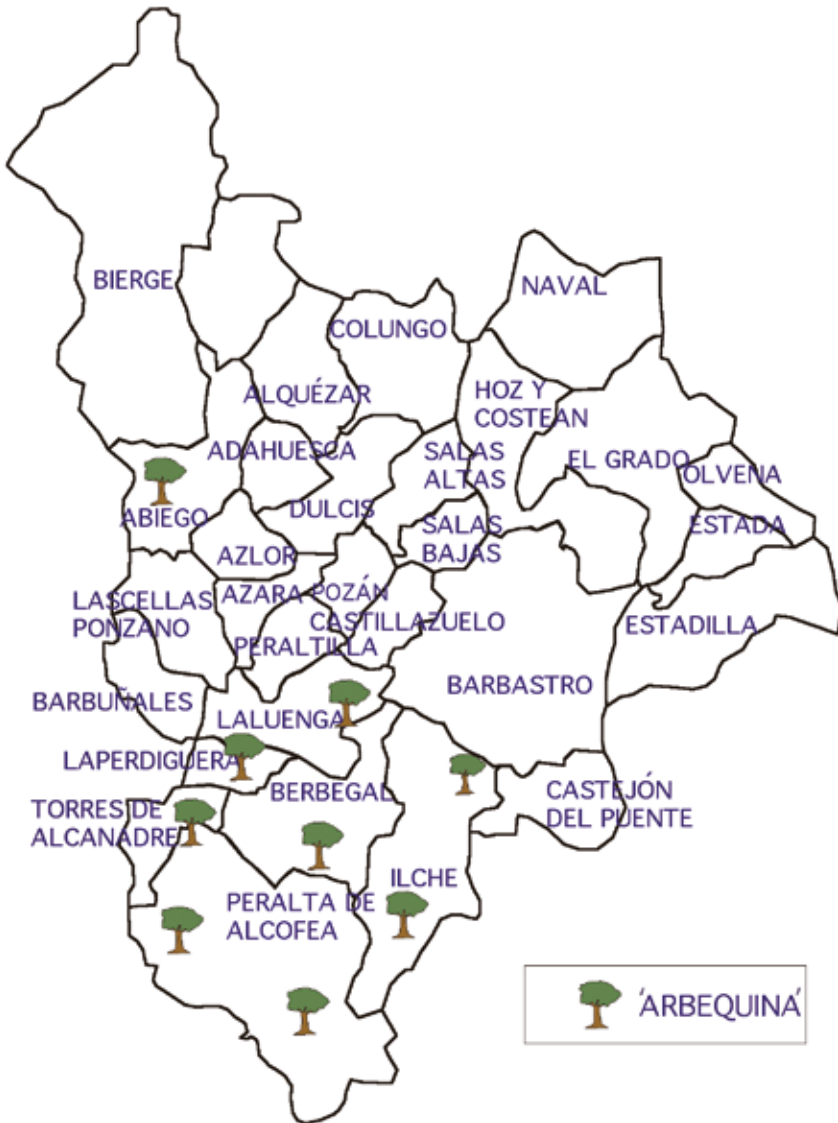 BIERGE
NAVAL
COLUNGO
ALQUÉZAR
HOZ Y
COSTEAN
ADAHUESCA
SALAS
ALTAS
EL GRADO
OLVENA
ABIEGO
DULCIS
SALAS
BAJAS
ESTADA
AZLOR
LASCELLAS
PONZANO
AZARA
POZÁN
CASTILLAZUELO
PERALTILLA
ESTADILLA
BARBUÑALES
LALUENGA
BARBASTRO
LAPERDIGUERA
BERBEGAL
CASTEJÓN
DEL PUENTE
TORRES DE
ALCANADRE
ILCHE
PERALTA DE
ALCOFEA
'ARBEQUINA'